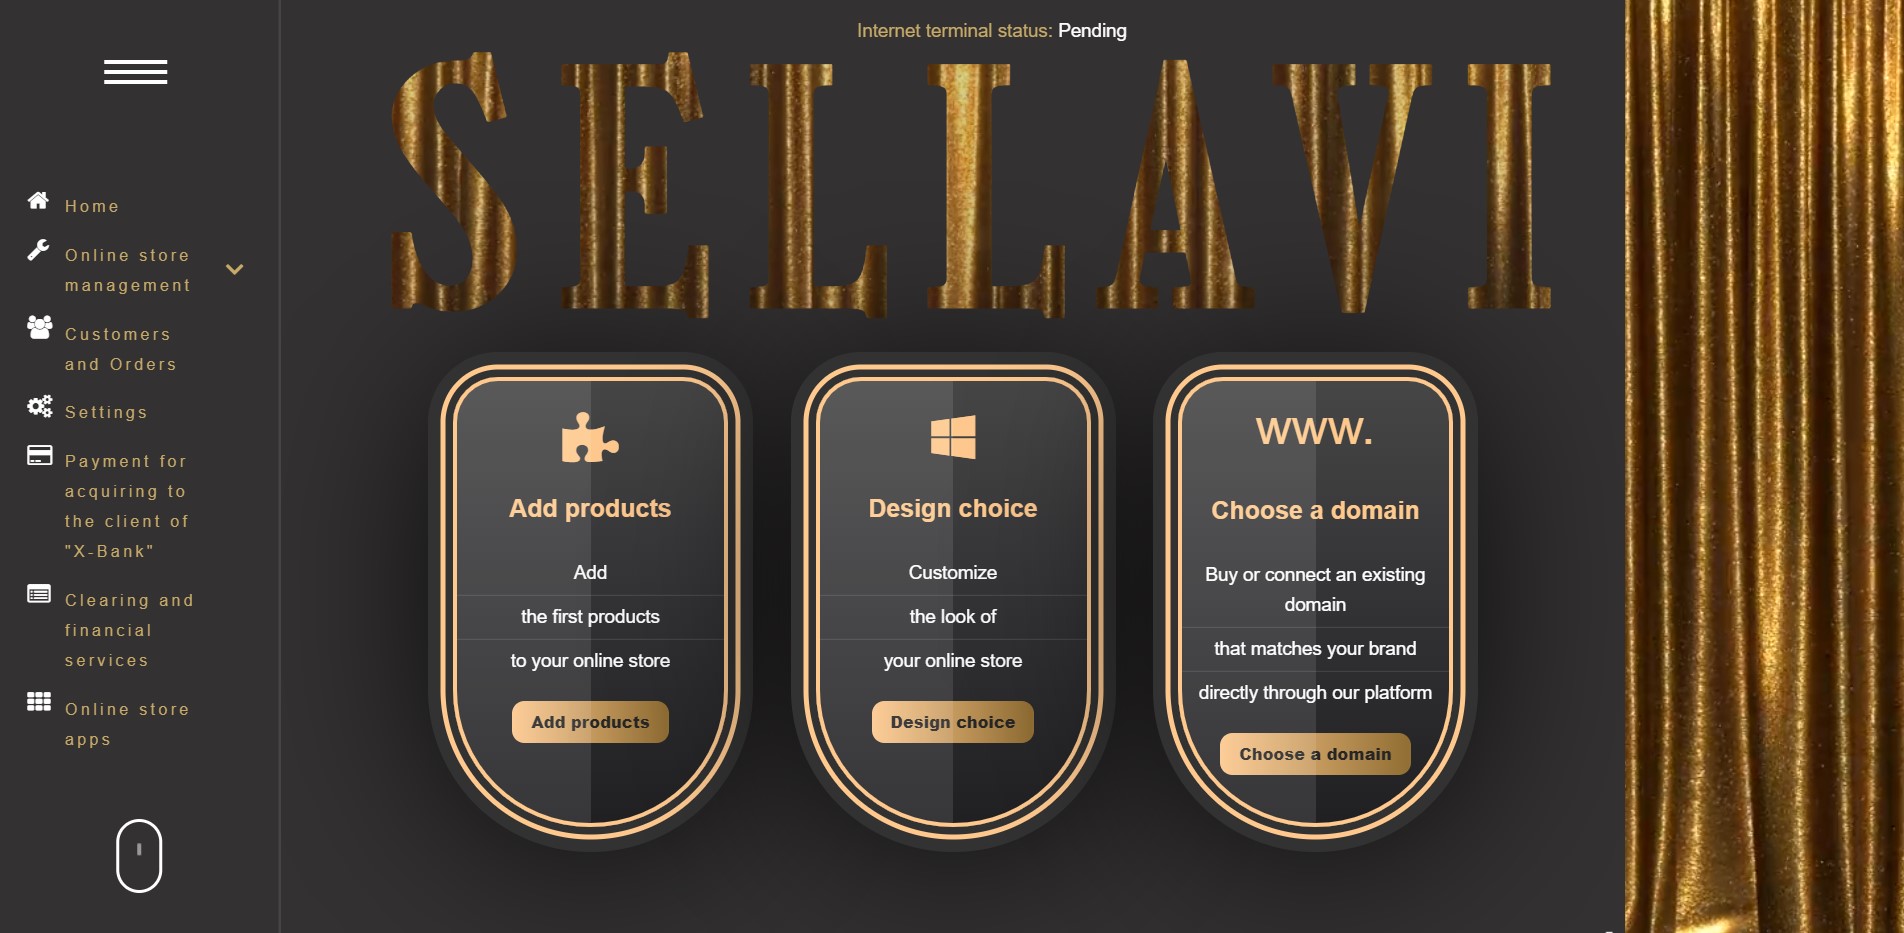 Internet terminal status: Pending
SELLAVI
Home
Online store
management
Customers
and Orders
Settings
Payment for
acquiring to
the client of
"X-Bank"
Clearing and
financial
services
Online store
apps
Add products
Add
the first products
to your online store
Add products
Design choice
Customize
the look of
your online store
Design choice
www.
Choose a domain
Buy or connect an existing
domain
that matches your brand
directly through our platform
Choose a domain